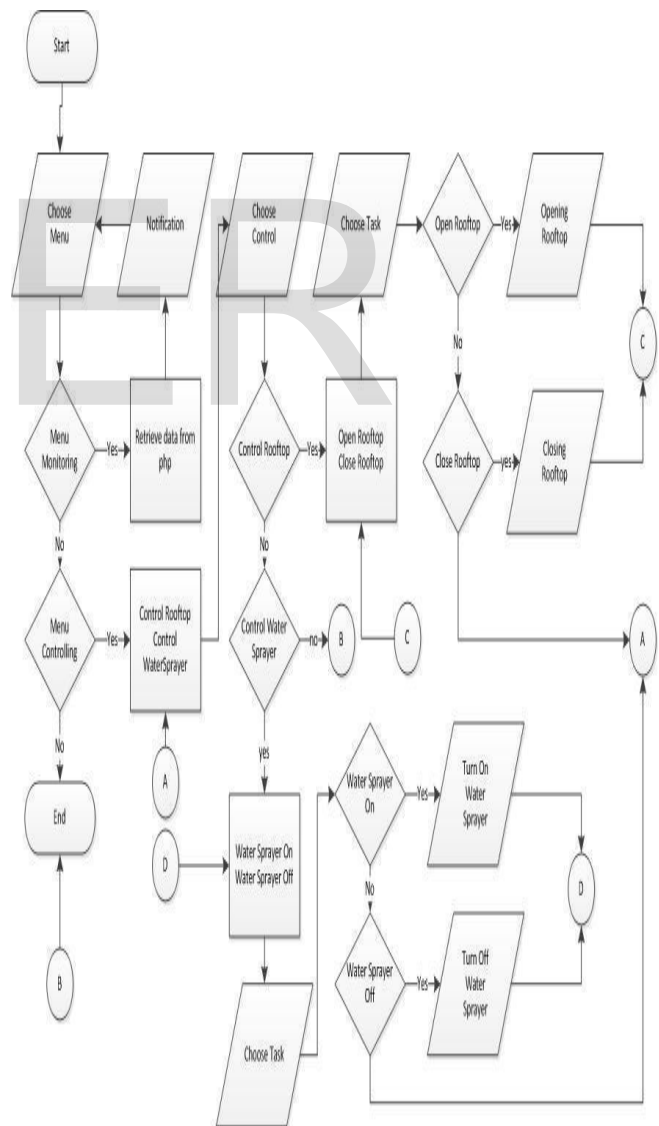 Start
Choose
Menu
Notification
Choose
Control
Choose Task
Open Rooftop
Yes
Opening
Rooftop
ER
C
No
Menu
Monitoring
Yes
Retrieve data from
php
Control Rooftop
Yes
Open Rooftop
Close Rooftop
Close Rooftop
yes
Closing
Rooftop
No
No
Menu
Controlling
Yes
Control Rooftop
Control
WaterSprayer
Control Water
Sprayer
no
B
C
A
No
yes
A
End
D
Water Sprayer On
Water Sprayer Off
Water Sprayer
On
Yes
Turn On
Water
Sprayer
D
No
B
Choose Task
Water Sprayer
Off
Yes
Turn Off
Water
Sprayer